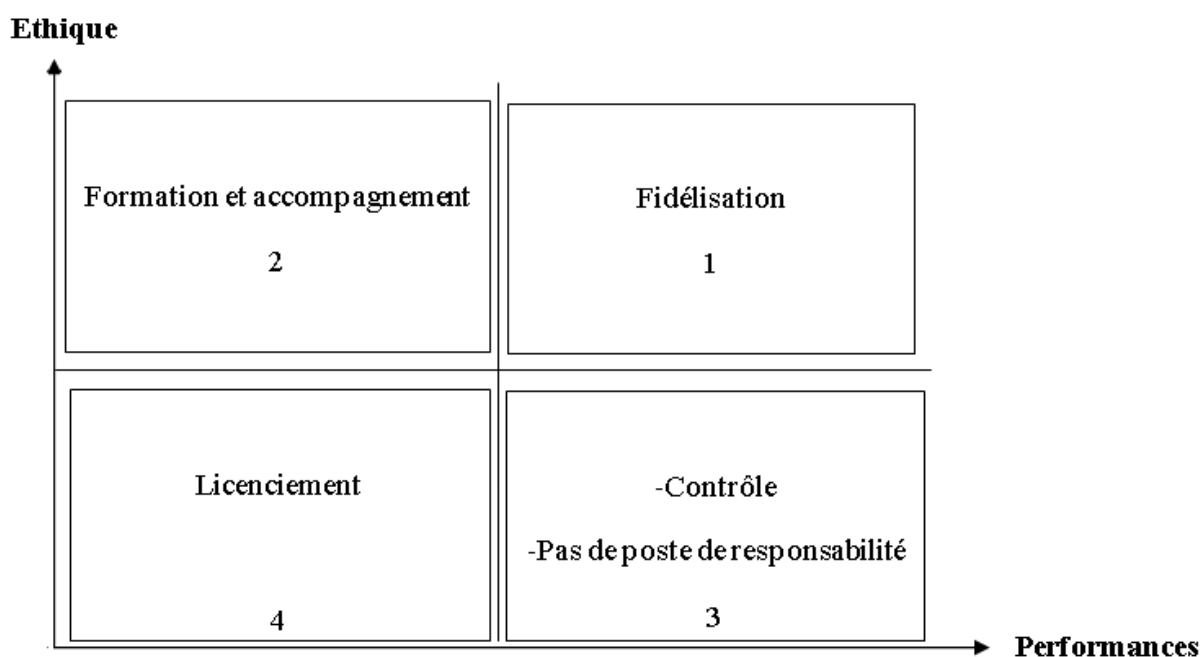 Ethique
Formation et accompagnement
2
Fidélisation
1
Licenciement
4
-Contrôle
-Pas de poste de responsabilité
3
Performances